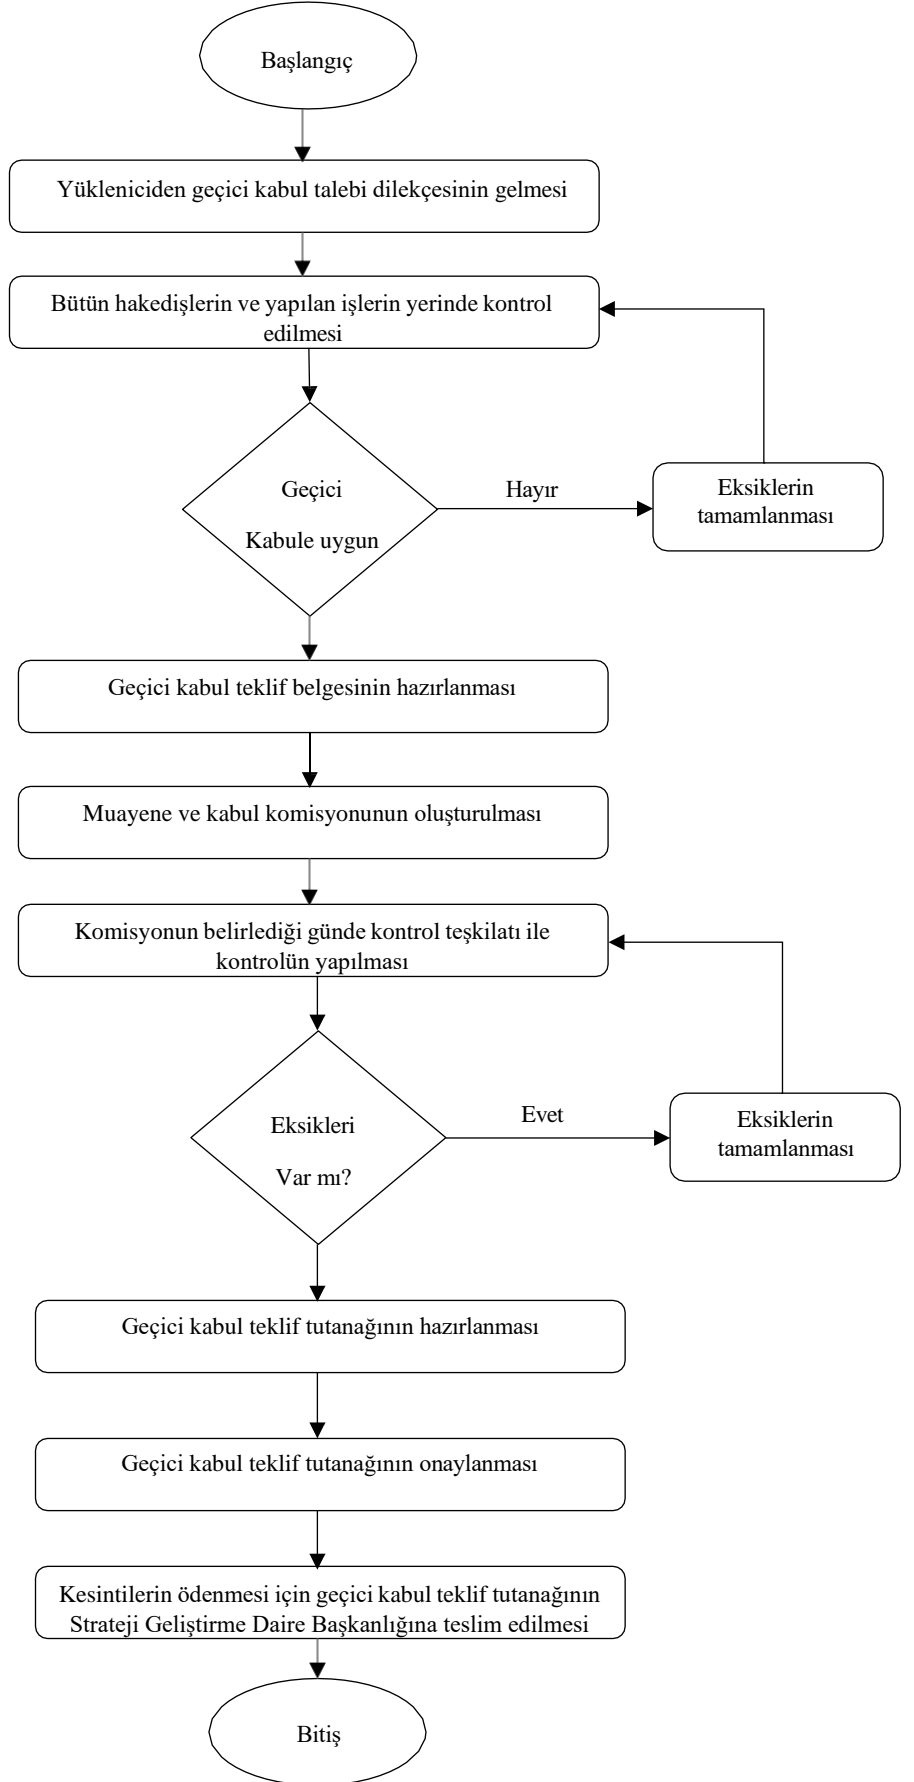 Başlangıç
Yükleniciden geçici kabul talebi dilekçesinin gelmesi
Bütün hakedişlerin ve yapılan işlerin yerinde kontrol
edilmesi
Geçici
Kabule uygun
Hayır
Eksiklerin
tamamlanması
Geçici kabul teklif belgesinin hazırlanması
Muayene ve kabul komisyonunun oluşturulması
Komisyonun belirlediği günde kontrol teşkilatı ile
kontrolün yapılması
Eksikleri
Var mı?
Evet
Eksiklerin
tamamlanması
Geçici kabul teklif tutanağının hazırlanması
Geçici kabul teklif tutanağının onaylanması
Kesintilerin ödenmesi için geçici kabul teklif tutanağının
Strateji Geliştirme Daire Başkanlığına teslim edilmesi
Bitiş